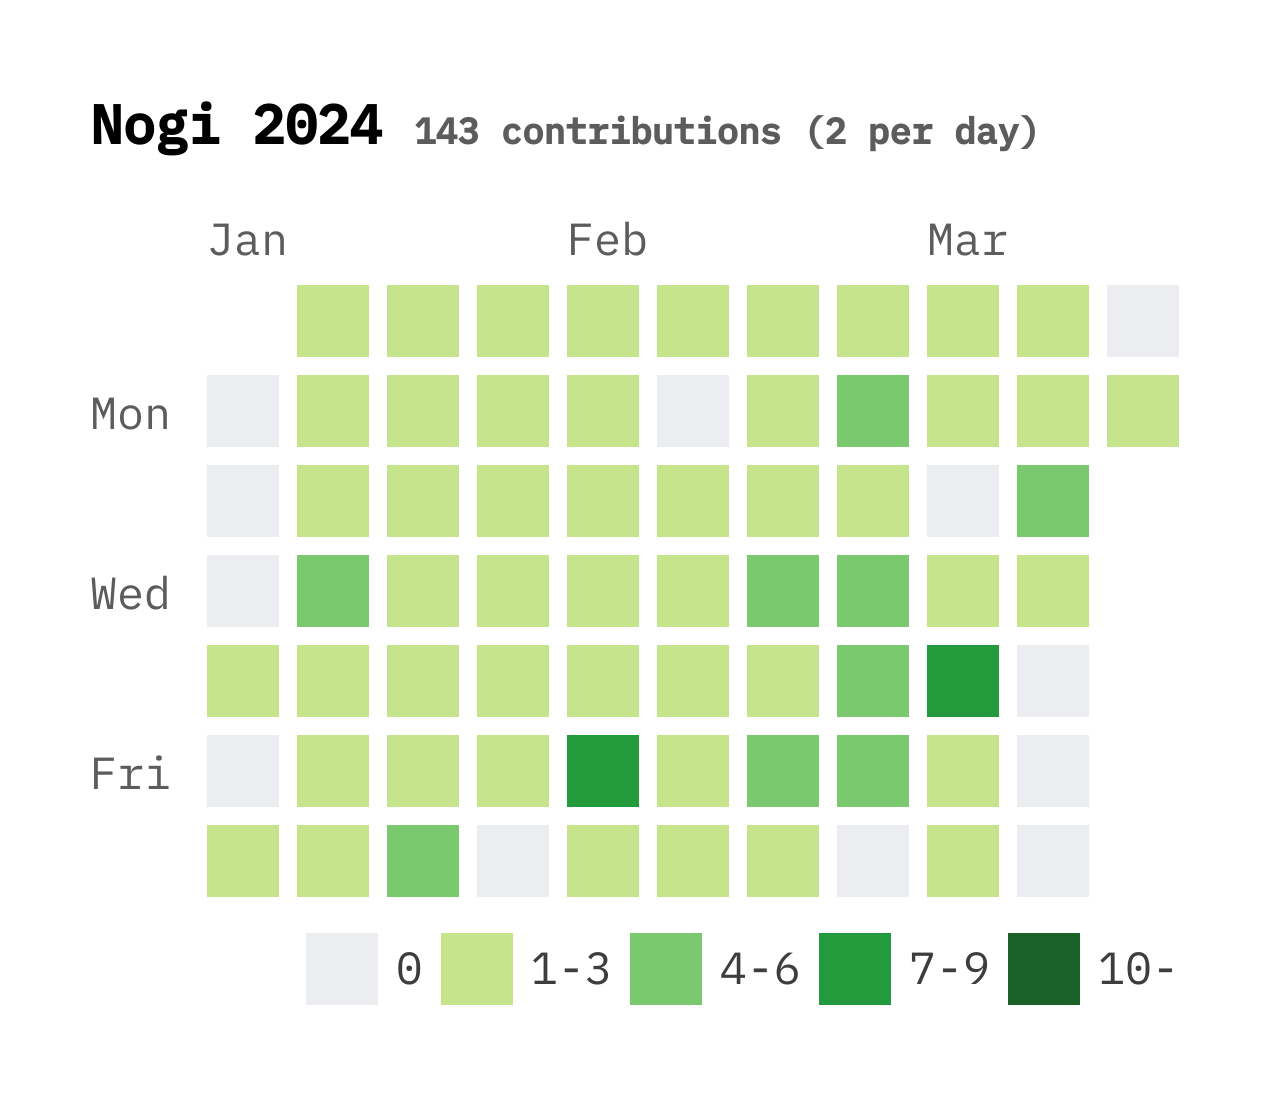 Nogi 2024 143 contributions (2 per day)
Jan Feb Mar
Mon
Wed
Fri
0 1-3 4-6 7-9 10-